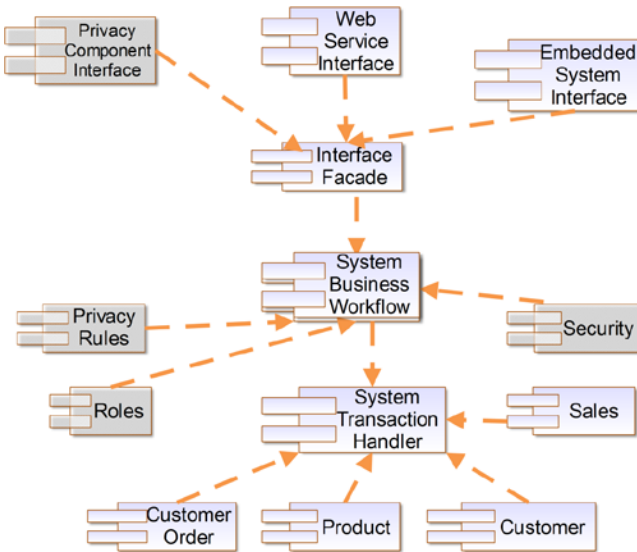 Privacy
Component
Interface
Web
Service
Interface
Embedded
System
Interface
Interface
Facade
System
Business
Workflow
Privacy
Rules
Security
Roles
System
Transaction
Handler
Sales
Customer
Order
Product
Customer